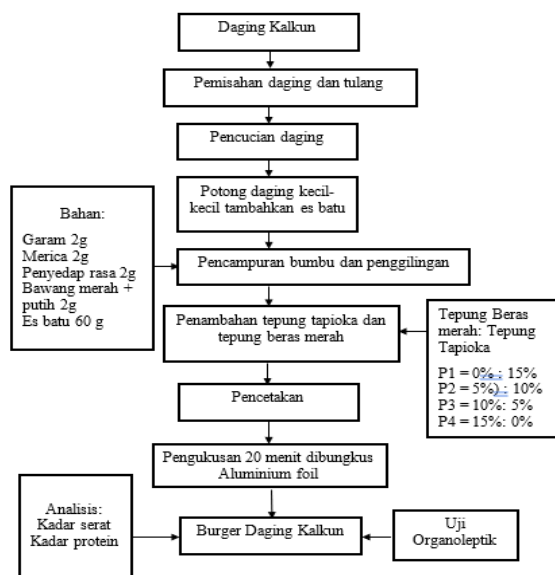 Daging Kalkun
Pemisahan daging dan tulang
Pencucian daging
Potong daging kecil-
kecil tambahkan es batu
Bahan:
Garam 2g
Merica 2g
Penyedap rasa 2g
Bawang merah +
putih 2g
Es batu 60 g
Pencampuran bumbu dan penggilingan
Penambahan tepung tapioka dan
tepung beras merah
Tepung Beras
merah: Tepung
Tapioka
P1 = 0% : 15%
P2 = 5%) : 10%
P3 = 10%: 5%
P4 = 15%: 0%
Pencetakan
Pengukusan 20 menit dibungkus
Aluminium foil
Analisis:
Kadar serat
Kadar protein
Burger Daging Kalkun
Uji
Organoleptik